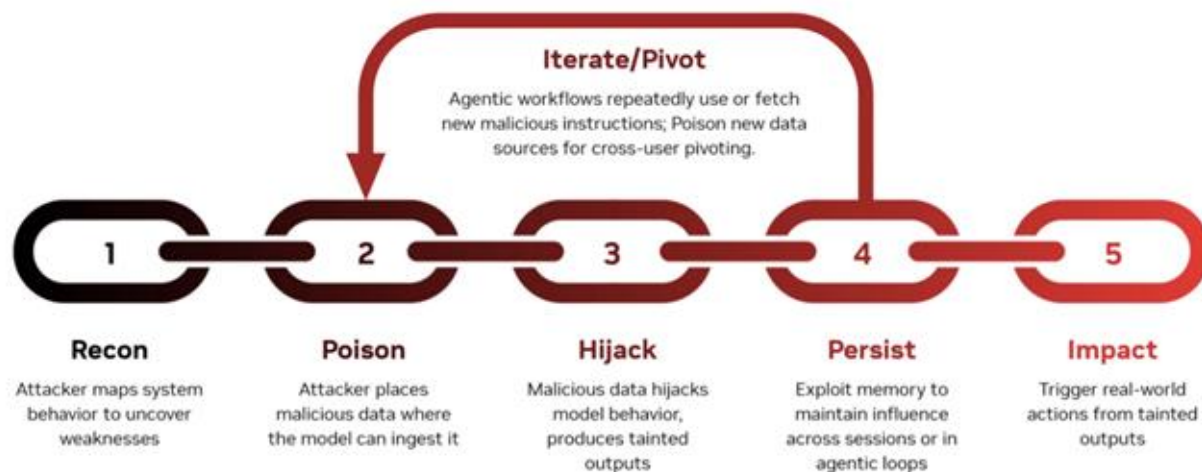 Iterate/Pivot
Agentic workflows repeatedly use or fetch
new malicious instructions; Poison new data
sources for cross-user pivoting.
1
2
3
4
5
Recon
Attacker maps system
behavior to uncover
weaknesses
Poison
Attacker places
malicious data where
the model can ingest it
Hijack
Malicious data hijacks
model behavior,
produces tainted
outputs
Persist
Exploit memory to
maintain influence
across sessions or in
agentic loops
Impact
Trigger real-world
actions from tainted
outputs